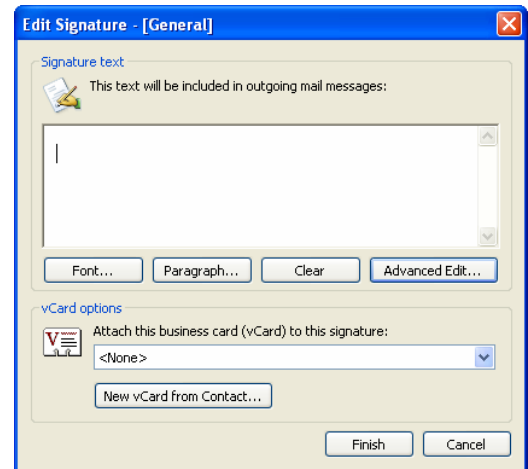 Edit Signature - [General]
Signature text
This text will be included in outgoing mail messages:
Font... Paragraph... Clear Advanced Edit...
vCard options
Attach this business card (vCard) to this signature:
<None>
New vCard from Contact...
Finish Cancel